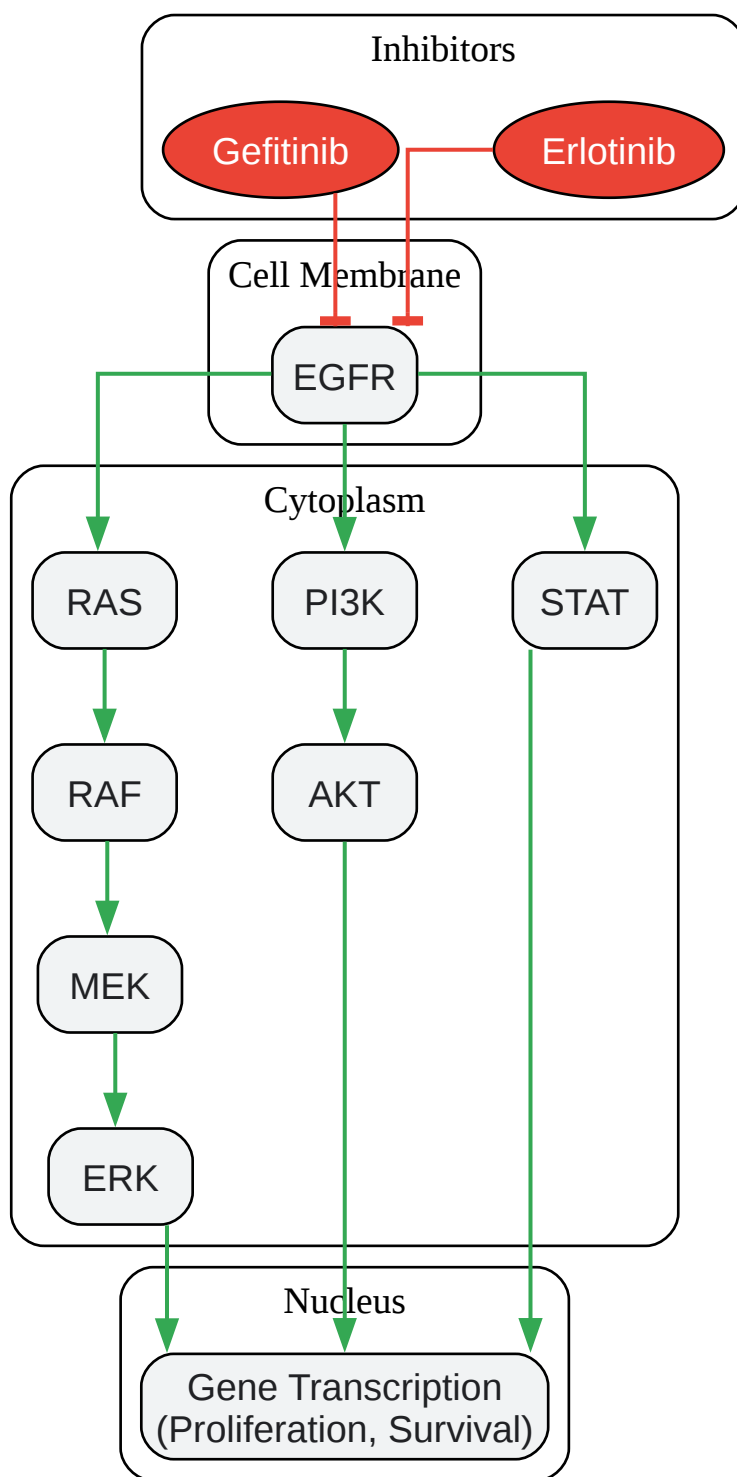 Inhibitors
Gefitinib
Erlotinib
Cell Membrane
EGFR
Cytoplasm
RAS
PI3K
STAT
RAF
AKT
MEK
ERK
Nucleus
Gene Transcription
(Proliferation, Survival)